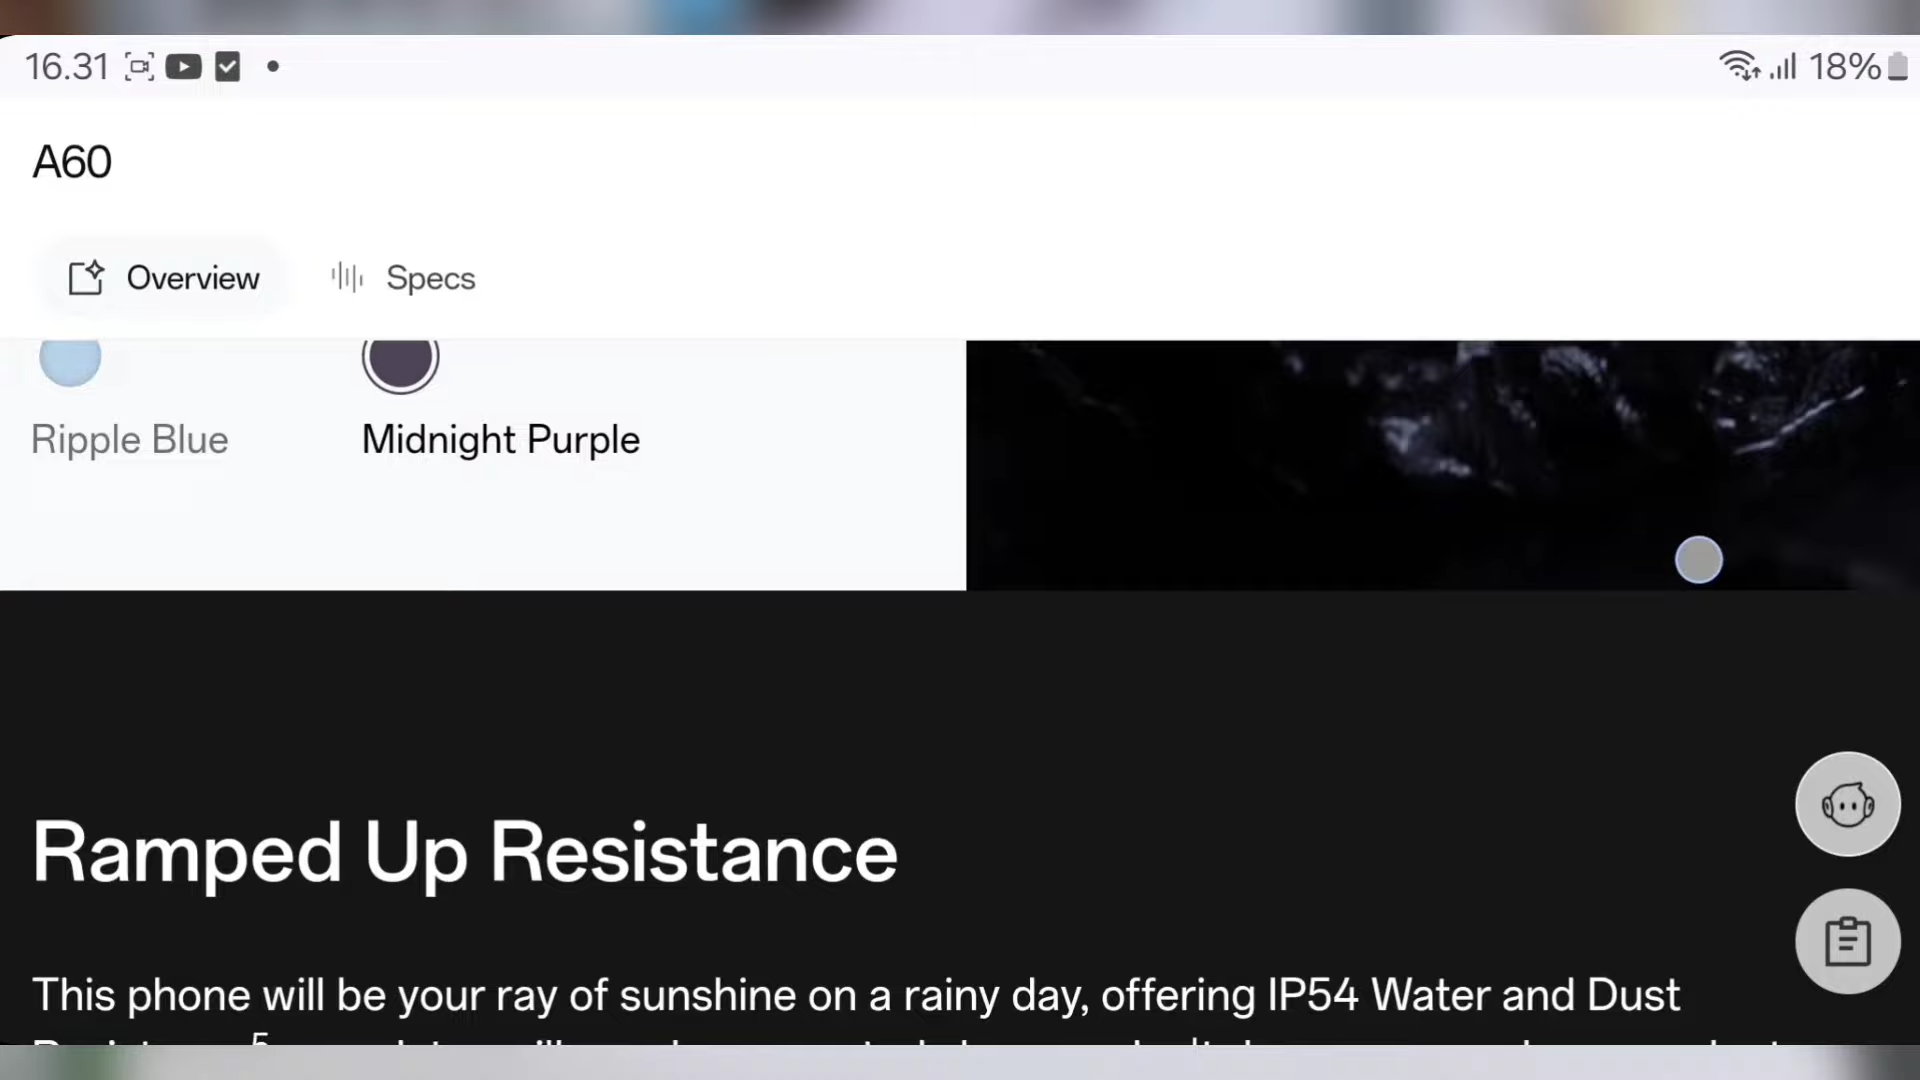 16.31
18%
A60
Overview
Specs
Ripple Blue
Midnight Purple
Ramped Up Resistance
This phone will be your ray of sunshine on a rainy day, offering IP54 Water and Dust